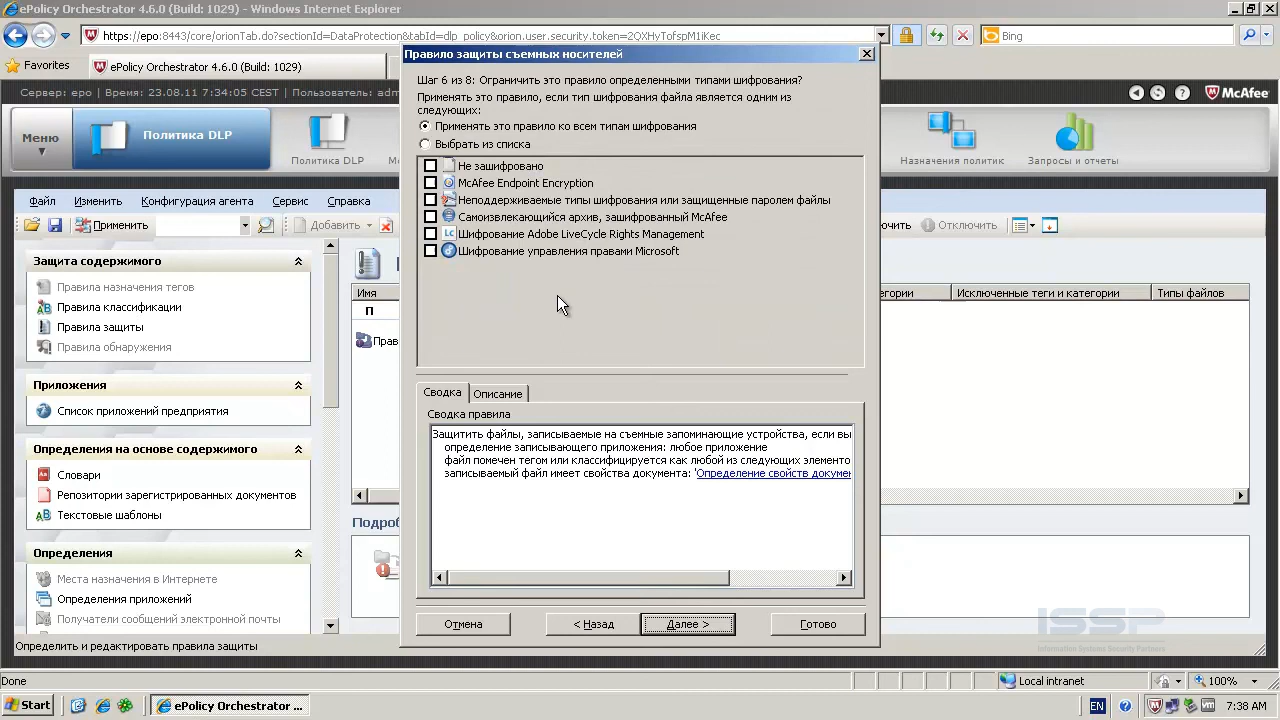 ePolicy Orchestrator 4.6.0 (Build: 1029) - Windows Internet Explorer
https://epo:8443/core/orionTab.do?sectionId=DataProtection&tabId=dlp_policy&orion.user.security.token=2QXHyTofspM1iKec
Bing
Favorites
ePolicy Orchestrator 4.6.0 (Build: 1029)
Сервер: epo | Время: 23.08.11 7:34:05 CEST | Пользователь: adm
McAfee
Меню
Политика DLP
Политика DLP
Назначения политик
Запросы и отчеты
Файл
Изменить
Конфигурация агента
Сервис
Справка
Применить
Добавить
ючить
Отключить
Защита содержимого
Правила назначения тегов
Правила классификации
Правила защиты
Правила обнаружения
Приложения
Список приложений предприятия
Определения на основе содержимого
Словари
Репозитории зарегистрированных документов
Текстовые шаблоны
Определения
Места назначения в Интернете
Определения приложений
Получатели сообщений электронной почты
Определить и редактировать правила защиты
Имя
П
Прав
егории
Исключенные теги и категории
Типы файлов
Подроб
Правило защиты съемных носителей
Шаг 6 из 8: Ограничить это правило определенными типами шифрования?
Применять это правило, если тип шифрования файла является одним из
следующих:
Применять это правило ко всем типам шифрования
Выбрать из списка
Не зашифровано
McAfee Endpoint Encryption
Неподдерживаемые типы шифрования или защищенные паролем файлы
Самоизвлекающийся архив, зашифрованный McAfee
Шифрование Adobe LiveCycle Rights Management
Шифрование управления правами Microsoft
Сводка
Описание
Сводка правила
Защитить файлы, записываемые на съемные запоминающие устройства, если вы
определение записывающего приложения: любое приложение
файл помечен тегом или классифицируется как любой из следующих элементо
записываемый файл имеет свойства документа: 'Определение свойств докумен
Отмена
< Назад
Далее >
Готово
ISSP
Information Systems Security Partners
Done
Local intranet
100%
Start
ePolicy Orchestrator ...
EN
7:38 AM